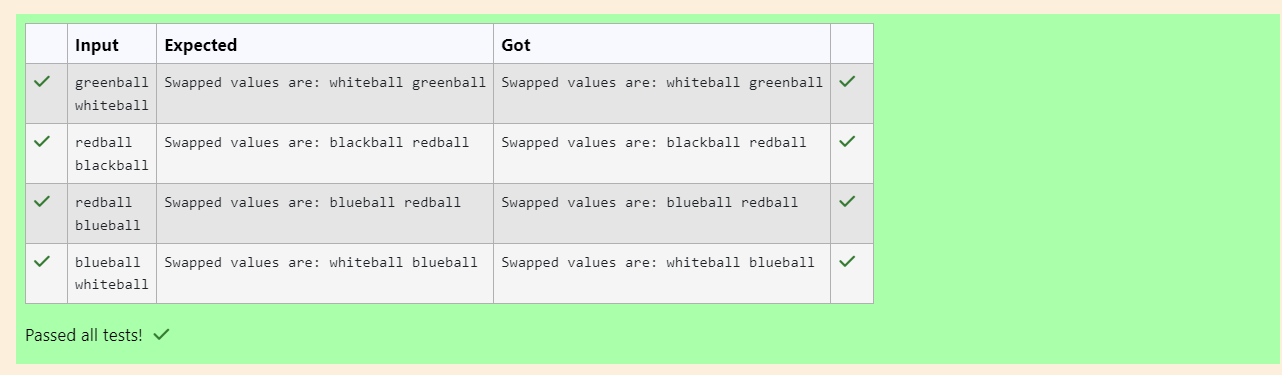 Input Expected Got
greenball Swapped values are: whiteball greenball Swapped values are: whiteball greenball
whiteball
redball Swapped values are: blackball redball Swapped values are: blackball redball
blackball
redball Swapped values are: blueball redball Swapped values are: blueball redball
blueball
blueball Swapped values are: whiteball blueball Swapped values are: whiteball blueball
whiteball
Passed all tests!